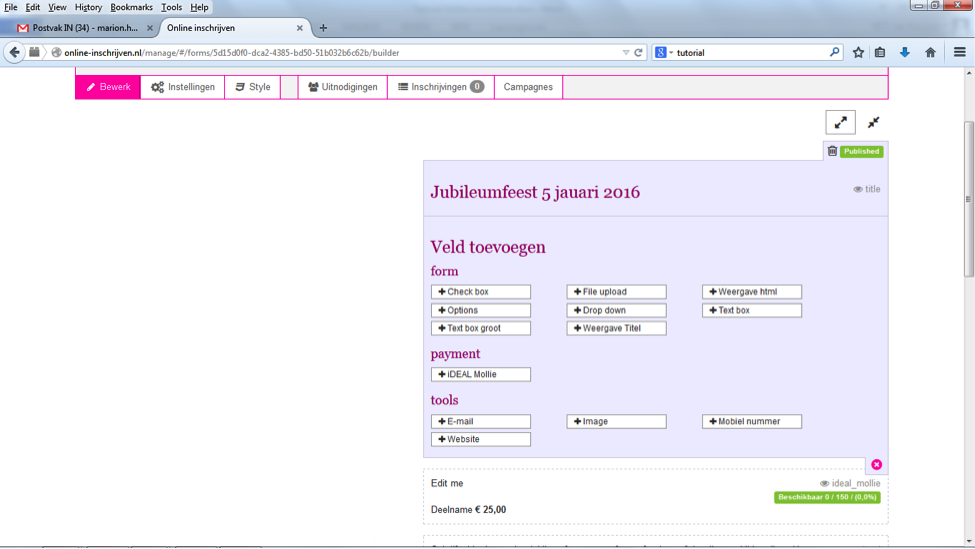 File Edit View History Bookmarks Tools Help
Postvak IN (34) - marion.h... × Online inschrijven × +
online-inschrijven.nl/manage/#/forms/5d15d0f0-dca2-4385-bd50-51b032b6c62b/builder
8 tutorial
Bewerk Instellingen Style Uitnodigingen Inschrijvingen 0 Campagnes
Published
Jubileumfeest 5 jauari 2016
title
Veld toevoegen
form
+ Check box + File upload + Weergave html
+ Options + Drop down + Text box
+ Text box groot + Weergave Titel
payment
+ iDEAL Mollie
tools
+ E-mail + Image + Mobiel nummer
+ Website
Edit me ideal_mollie
Beschikbaar 0 / 150 / (0,0%)
Deelname € 25,00